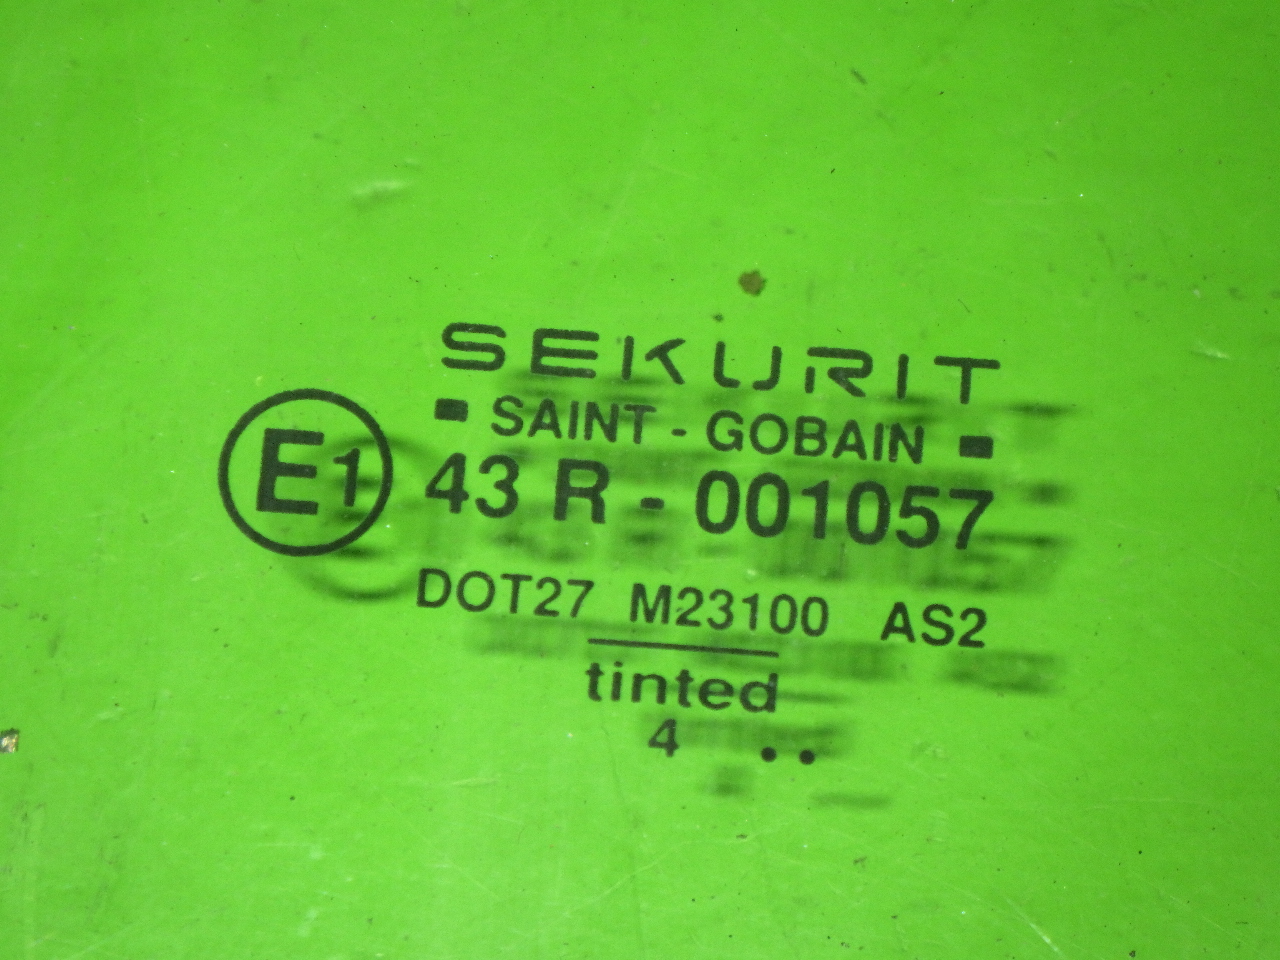 SEKURIT
▪ SAINT - GOBAIN ▪
E1 43 R - 001057
DOT27 M23100 AS2
tinted
4 ..